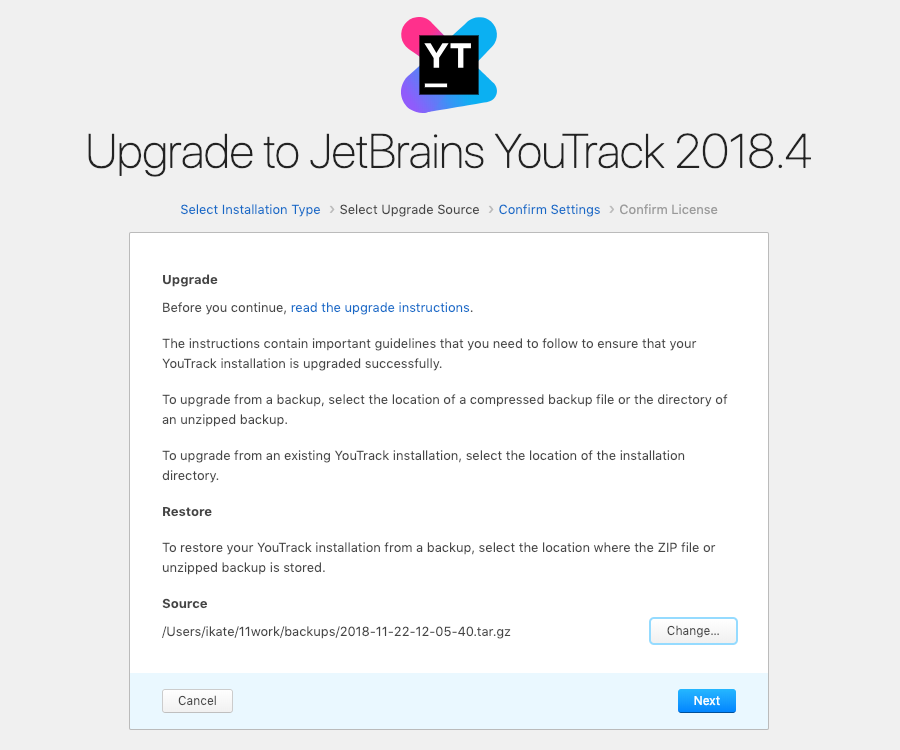 YT
Upgrade to JetBrains YouTrack 2018.4
Select Installation Type › Select Upgrade Source › Confirm Settings › Confirm License
Upgrade
Before you continue, read the upgrade instructions.
The instructions contain important guidelines that you need to follow to ensure that your
YouTrack installation is upgraded successfully.
To upgrade from a backup, select the location of a compressed backup file or the directory of
an unzipped backup.
To upgrade from an existing YouTrack installation, select the location of the installation
directory.
Restore
To restore your YouTrack installation from a backup, select the location where the ZIP file or
unzipped backup is stored.
Source
/Users/ikate/11work/backups/2018-11-22-12-05-40.tar.gz Change...
Cancel Next